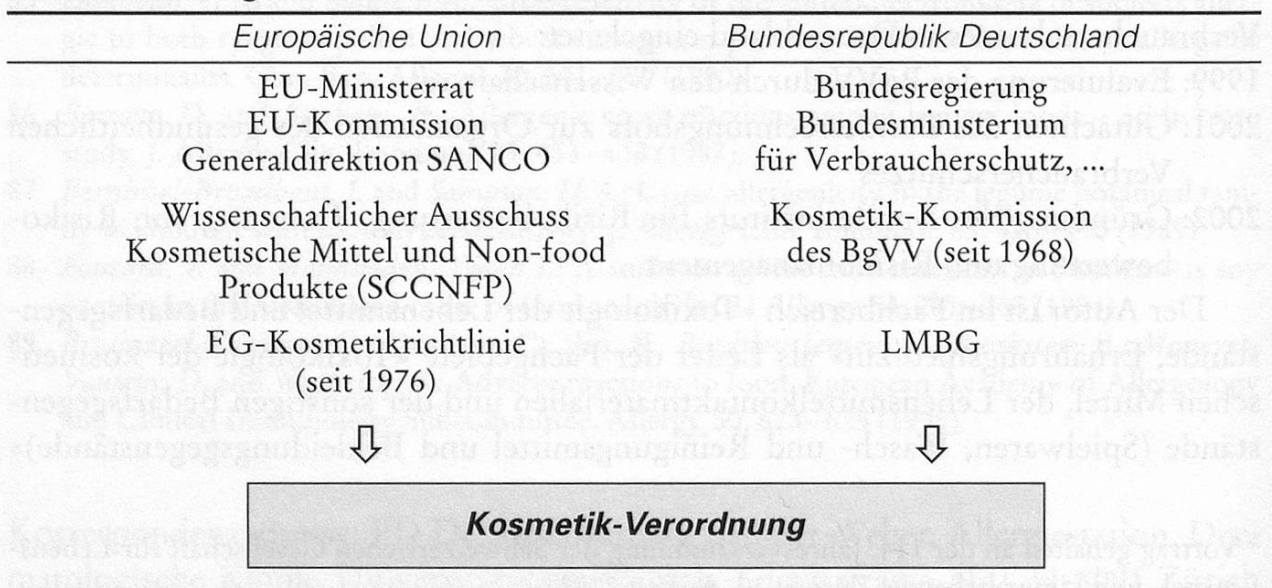 Europäische Union Bundesrepublik Deutschland
EU-Ministerrat Bundesregierung
EU-Kommission Bundesministerium
Generaldirektion SANCO für Verbraucherschutz, ...
Wissenschaftlicher Ausschuss Kosmetik-Kommission
Kosmetische Mittel und Non-food des BgVV (seit 1968)
Produkte (SCCNFP)
EG-Kosmetikrichtlinie LMBG
(seit 1976)
Kosmetik-Verordnung